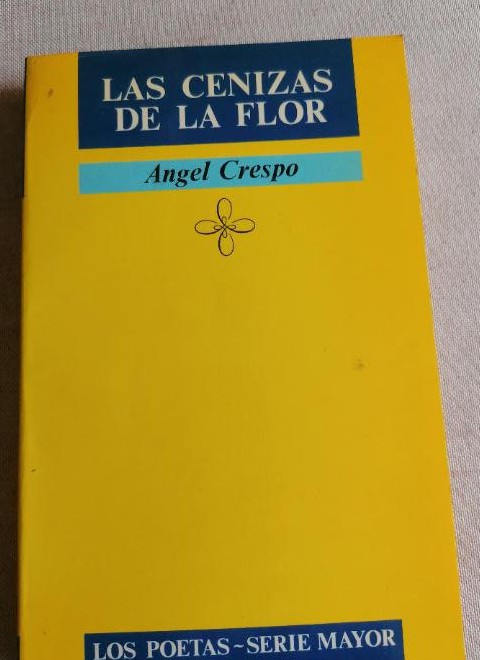 LAS CENIZAS
DE LA FLOR
Angel Crespo
LOS POETAS ~ SERIE MAYOR